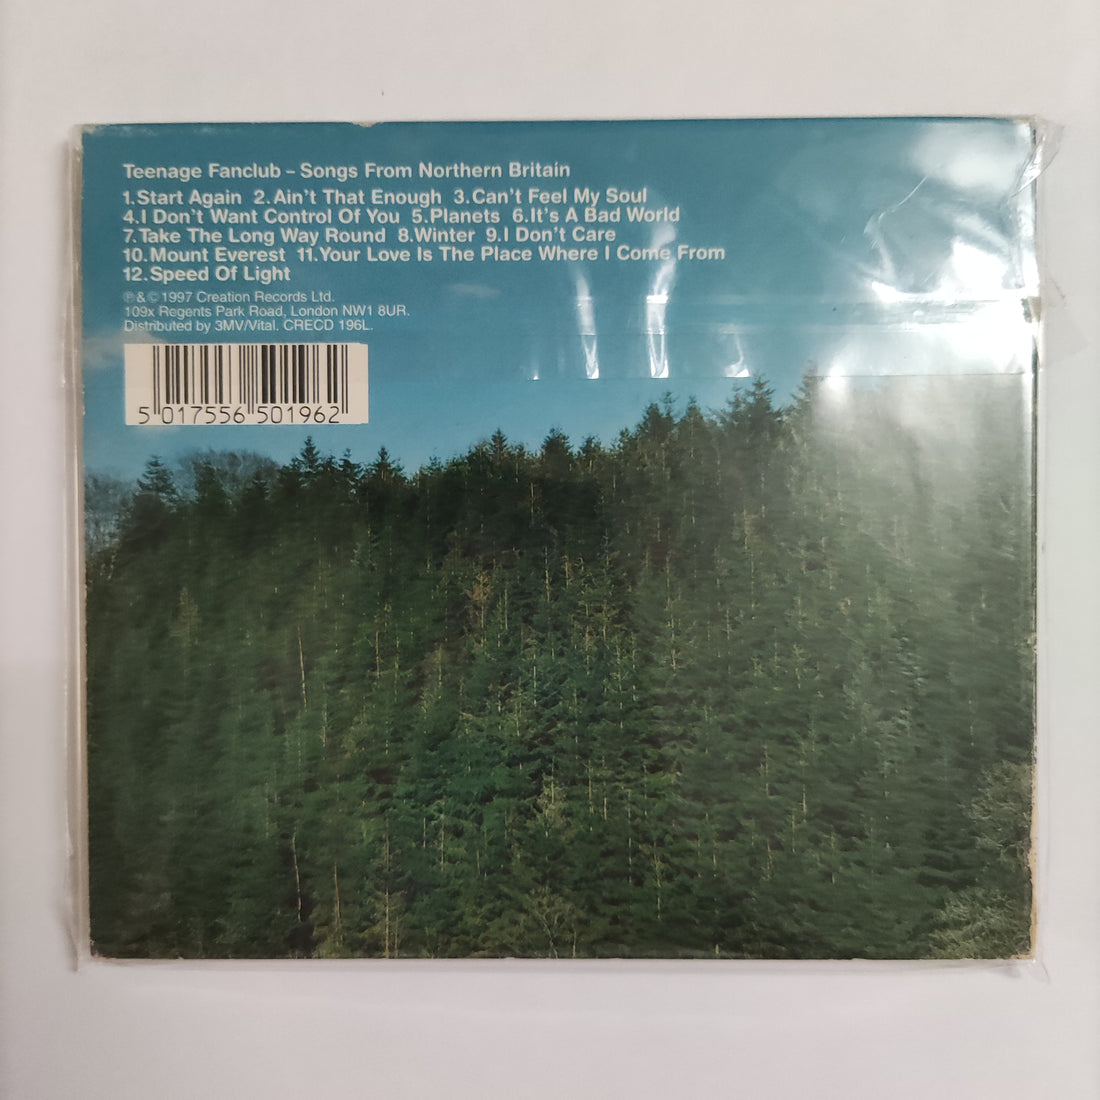 Teenage Fanclub – Songs From Northern Britain
1. Start Again 2. Ain't That Enough 3. Can't Feel My Soul
4. I Don't Want Control Of You 5. Planets 6. It's A Bad World
7. Take The Long Way Round 8. Winter 9. I Don't Care
10. Mount Everest 11. Your Love Is The Place Where I Come From
12. Speed Of Light
℗ & © 1997 Creation Records Ltd.
109x Regents Park Road, London NW1 8UR.
Distributed by 3MV/Vital. CRECD 196L.
5 017556 501962